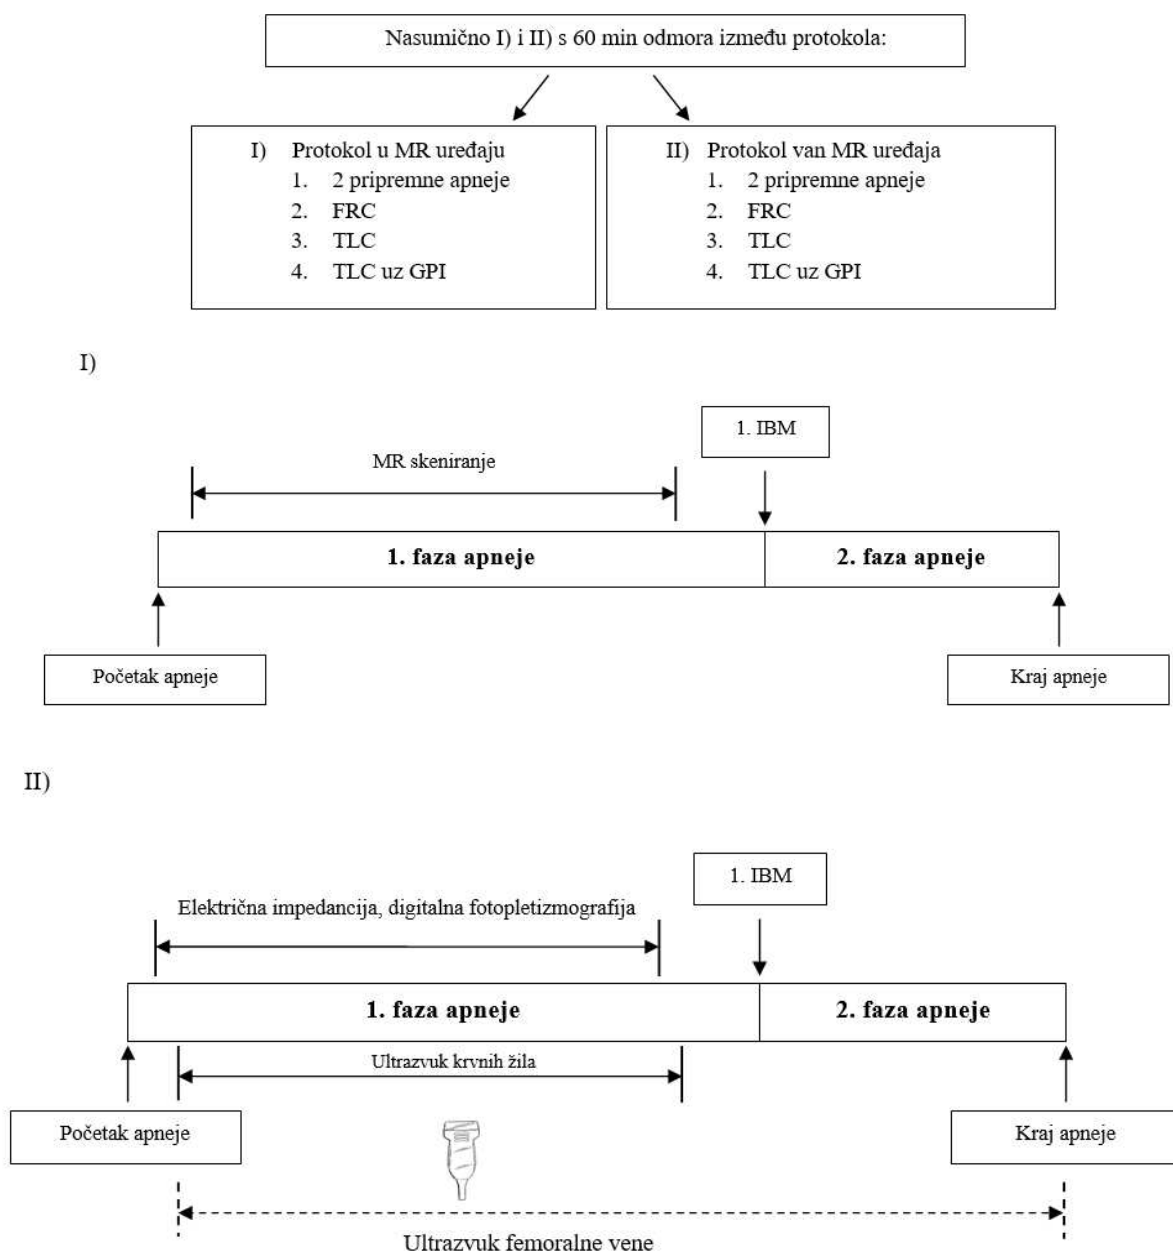 Nasumično I) i II) s 60 min odmora između protokola:
I) Protokol u MR uređaju
1. 2 pripremne apneje
2. FRC
3. TLC
4. TLC uz GPI
II) Protokol van MR uređaja
1. 2 pripremne apneje
2. FRC
3. TLC
4. TLC uz GPI
I)
1. IBM
MR skeniranje
1. faza apneje
2. faza apneje
Početak apneje
Kraj apneje
II)
1. IBM
Električna impedancija, digitalna fotopletizmografija
1. faza apneje
2. faza apneje
Ultrazvuk krvnih žila
Početak apneje
Kraj apneje
Ultrazvuk femoralne vene